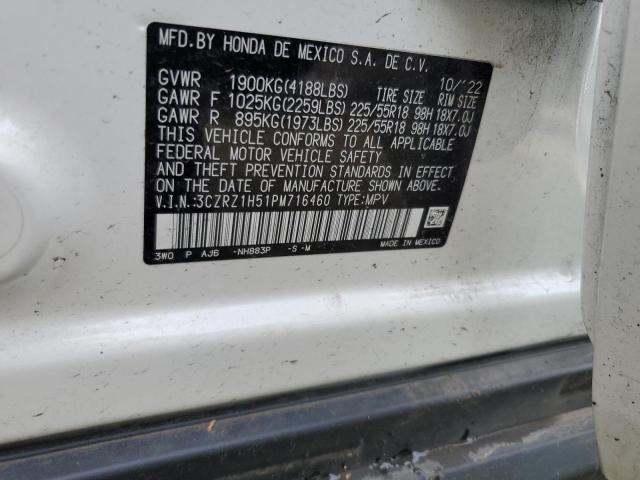 MFD.BY HONDA DE MEXICO S.A. DE C.V.
10/'22
GVWR 1900KG(4188LBS) TIRE SIZE RIM SIZE
GAWR F 1025KG(2259LBS) 225/55R18 98H 18X7.0J
GAWR R 895KG(1973LBS) 225/55R18 98H 18X7.0J
THIS VEHICLE CONFORMS TO ALL APPLICABLE
FEDERAL MOTOR VEHICLE SAFETY
AND THEFT PREVENTION STANDARDS IN EFFECT
ON THE DATE OF MANUFACTURE SHOWN ABOVE.
V.I.N.:3CZRZ1H51PM716460 TYPE:MPV
3W0 P AJ6 -NH883P -S -M
MADE IN MEXICO